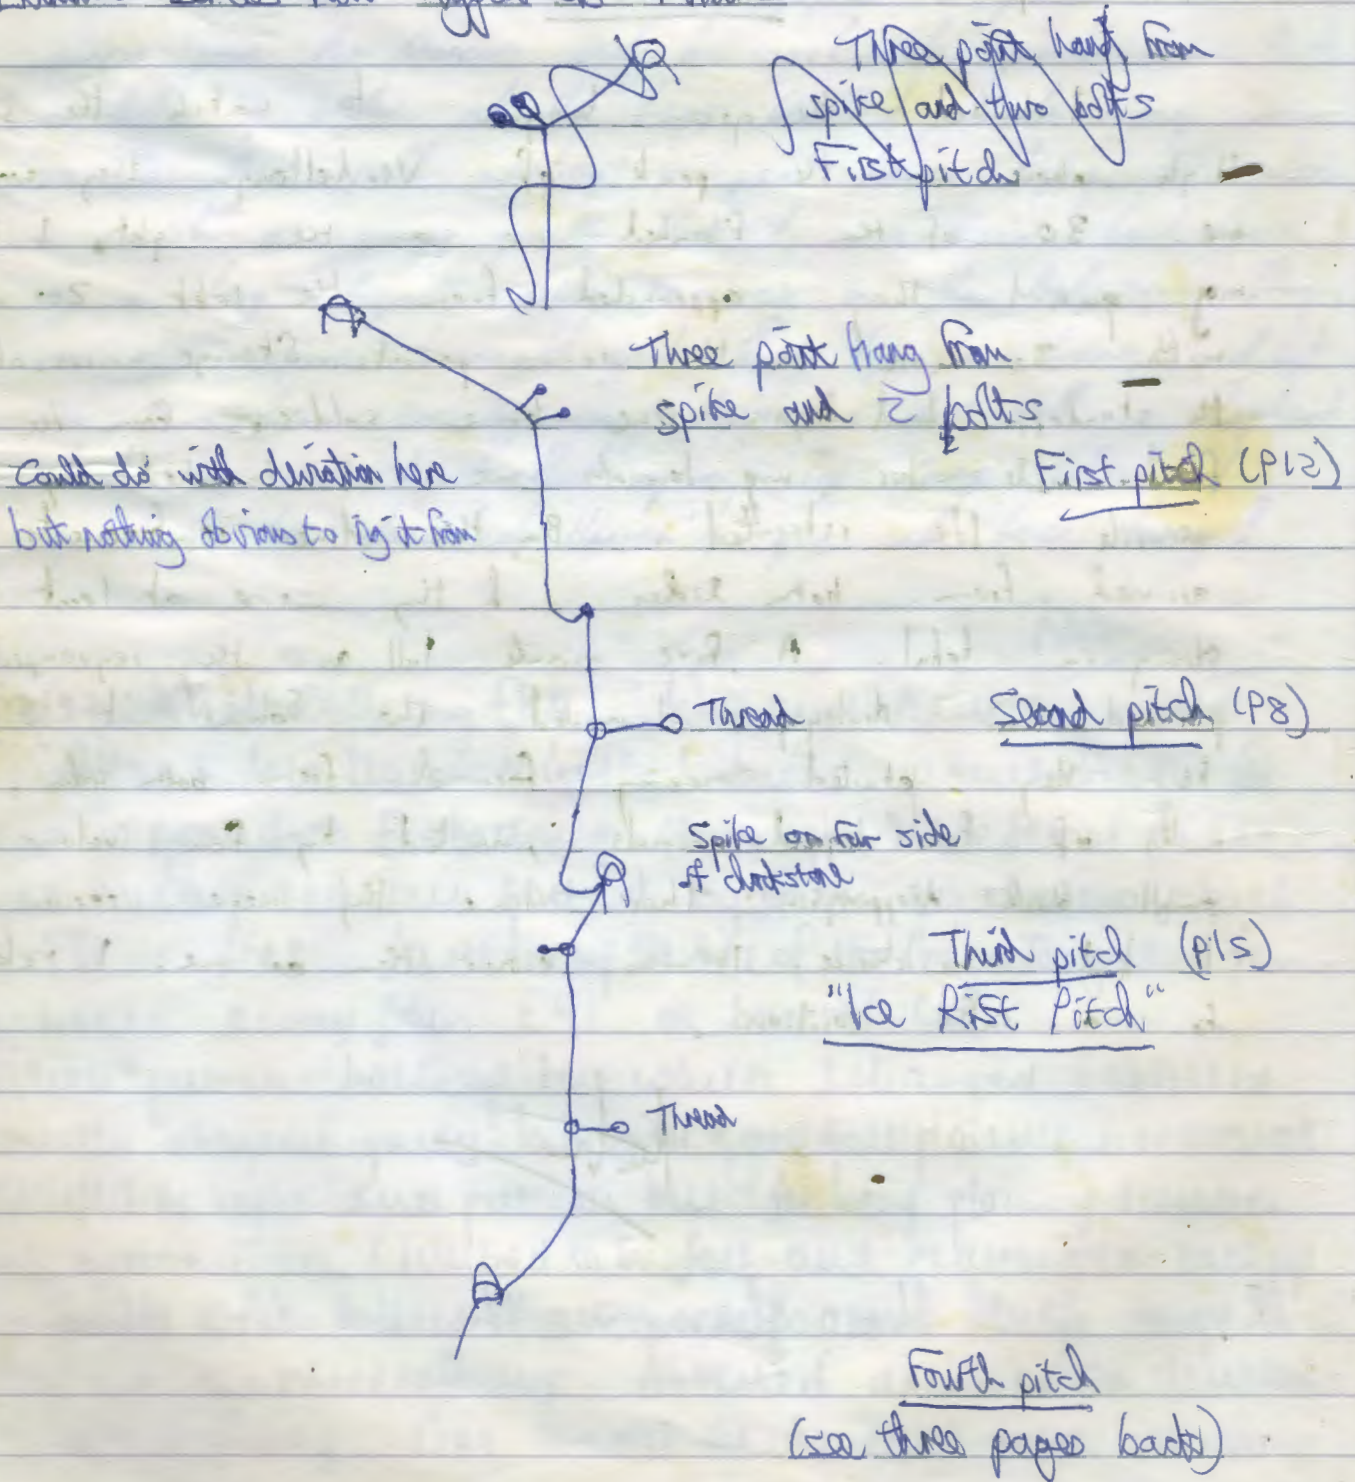 Three point hang from
spike and two bolts
First pitch
Three point hang from
spike and 2 bolts
First pitch (P12)
Could do with deviation here
but nothing obvious to rig it from
Thread
Second pitch (P8)
Spike on far side
of chockstone
Third pitch (P15)
"Ice Rist Pitch"
Thread
Fourth pitch
(see three pages back)